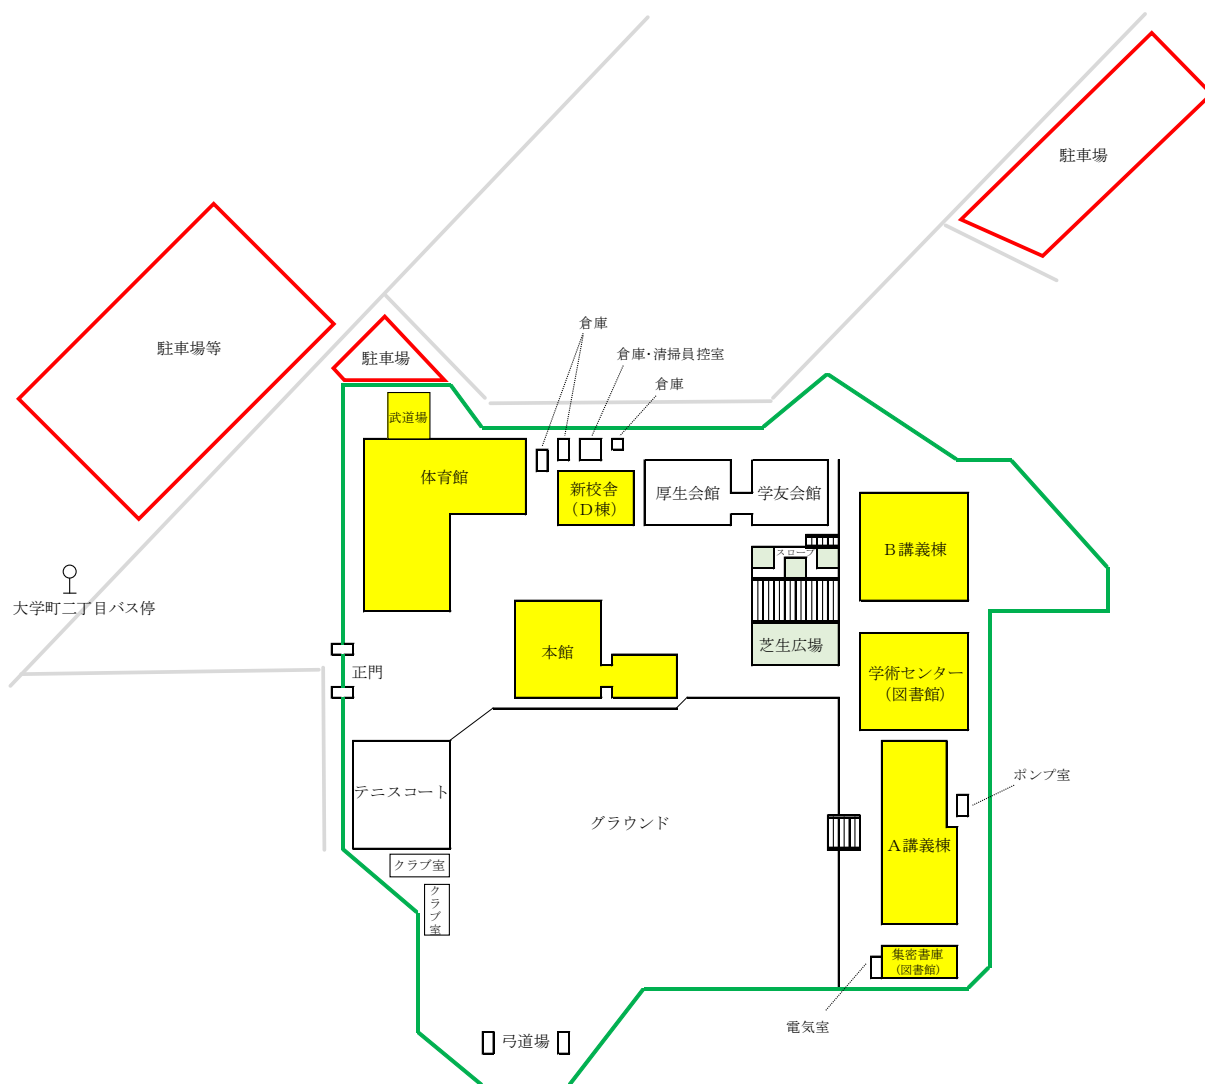 駐車場
駐車場等
駐車場
倉庫
倉庫・清掃員控室
倉庫
武道場
体育館
新校舎
（D棟）
厚生会館
学友会館
B講義棟
スロープ
大学町二丁目バス停
芝生広場
本館
正門
学術センター
（図書館）
ポンプ室
テニスコート
グラウンド
A講義棟
クラブ室
クラブ室
集密書庫
（図書館）
電気室
弓道場